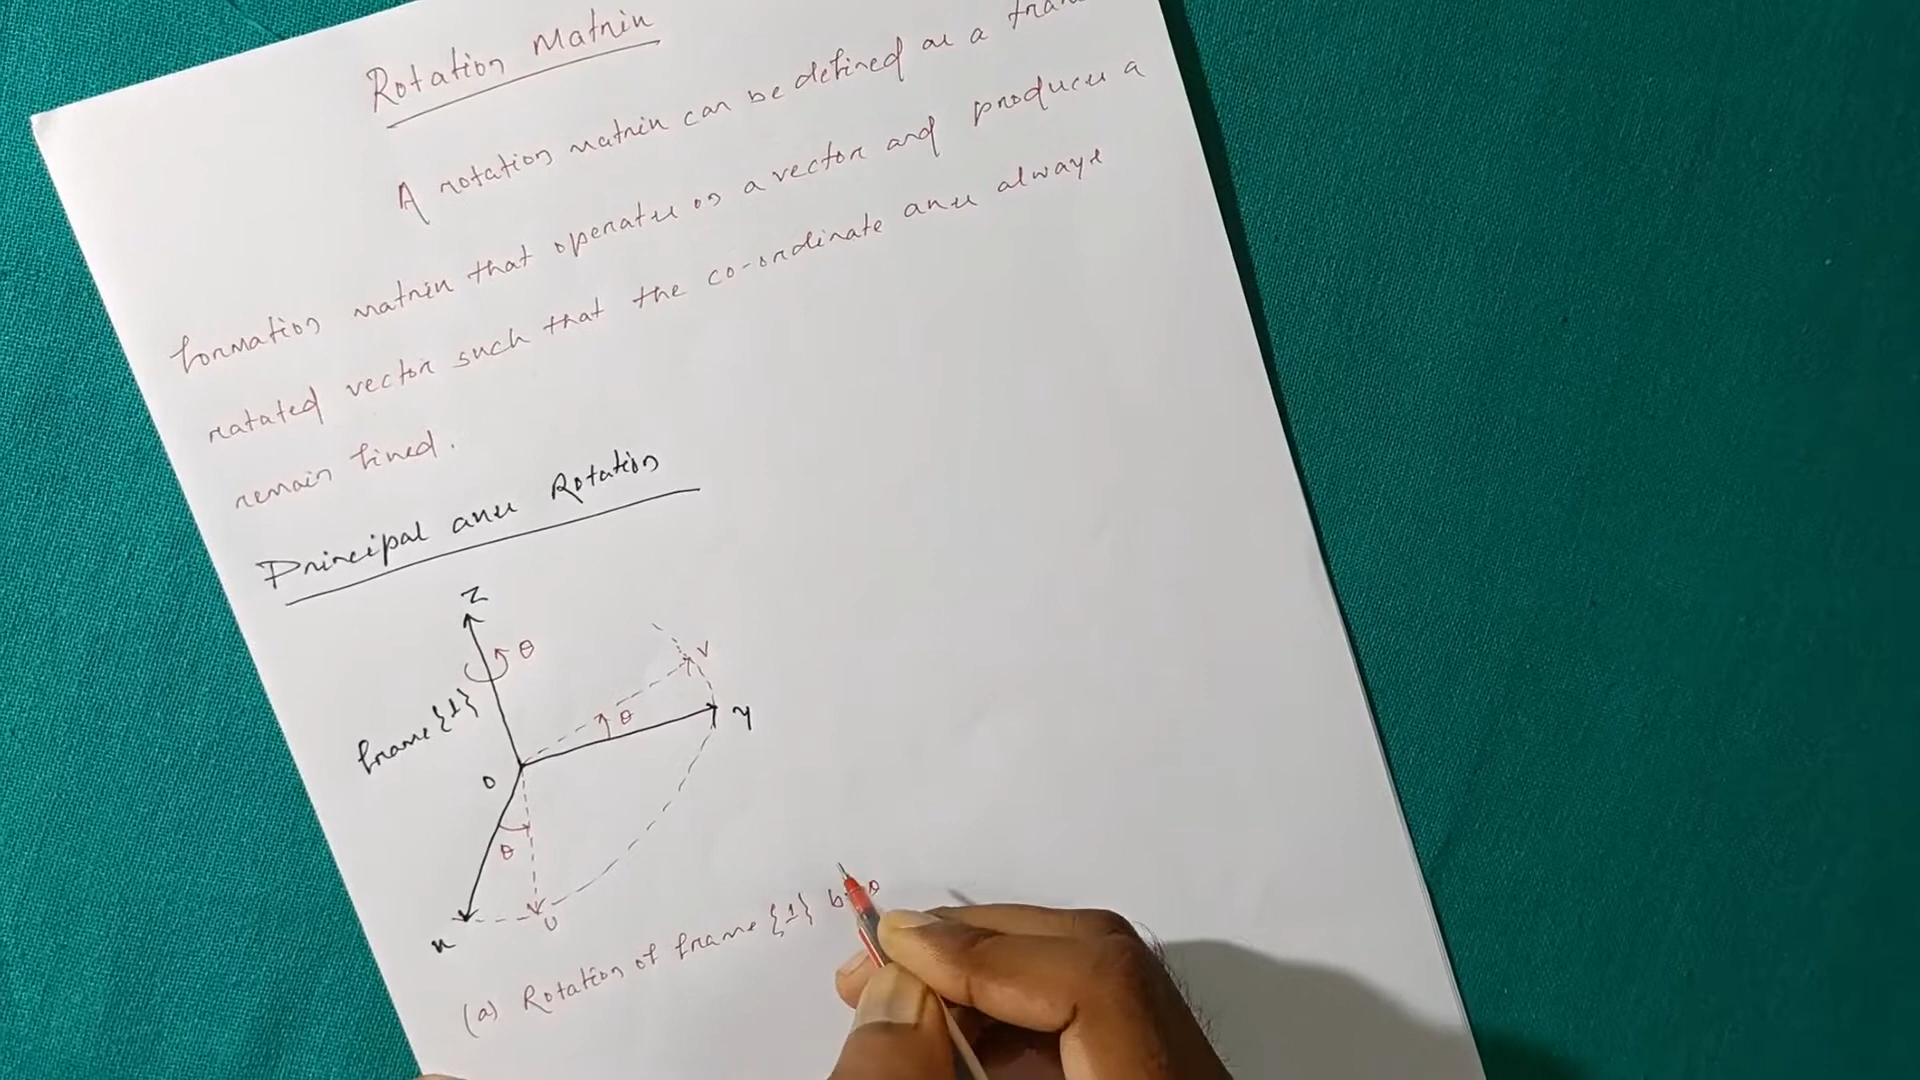 Rotation Matrix
A rotation matrix can be defined as a tran
formation matrix that operates on a vector and produces a
rotated vector such that the co-ordinate axes always
remain fixed.
Principal axes Rotation
Z
θ
V
frame {1}
θ
y
O
θ
x
U
(a) Rotation of frame {1} by θ